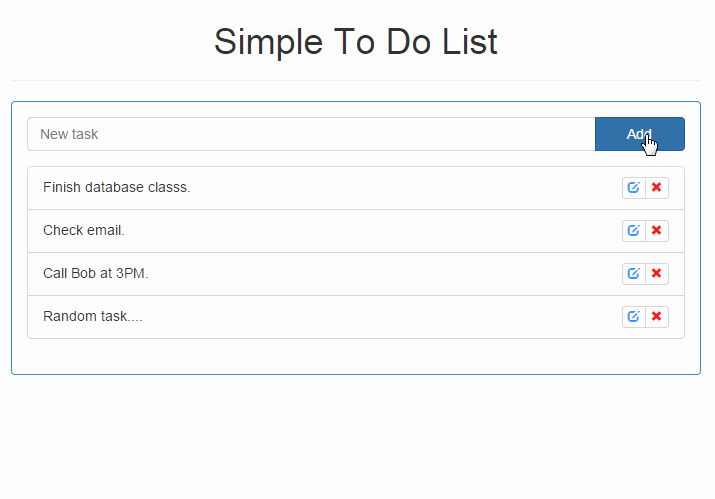 Simple To Do List
New task
Add
Finish database classs.
Check email.
Call Bob at 3PM.
Random task....